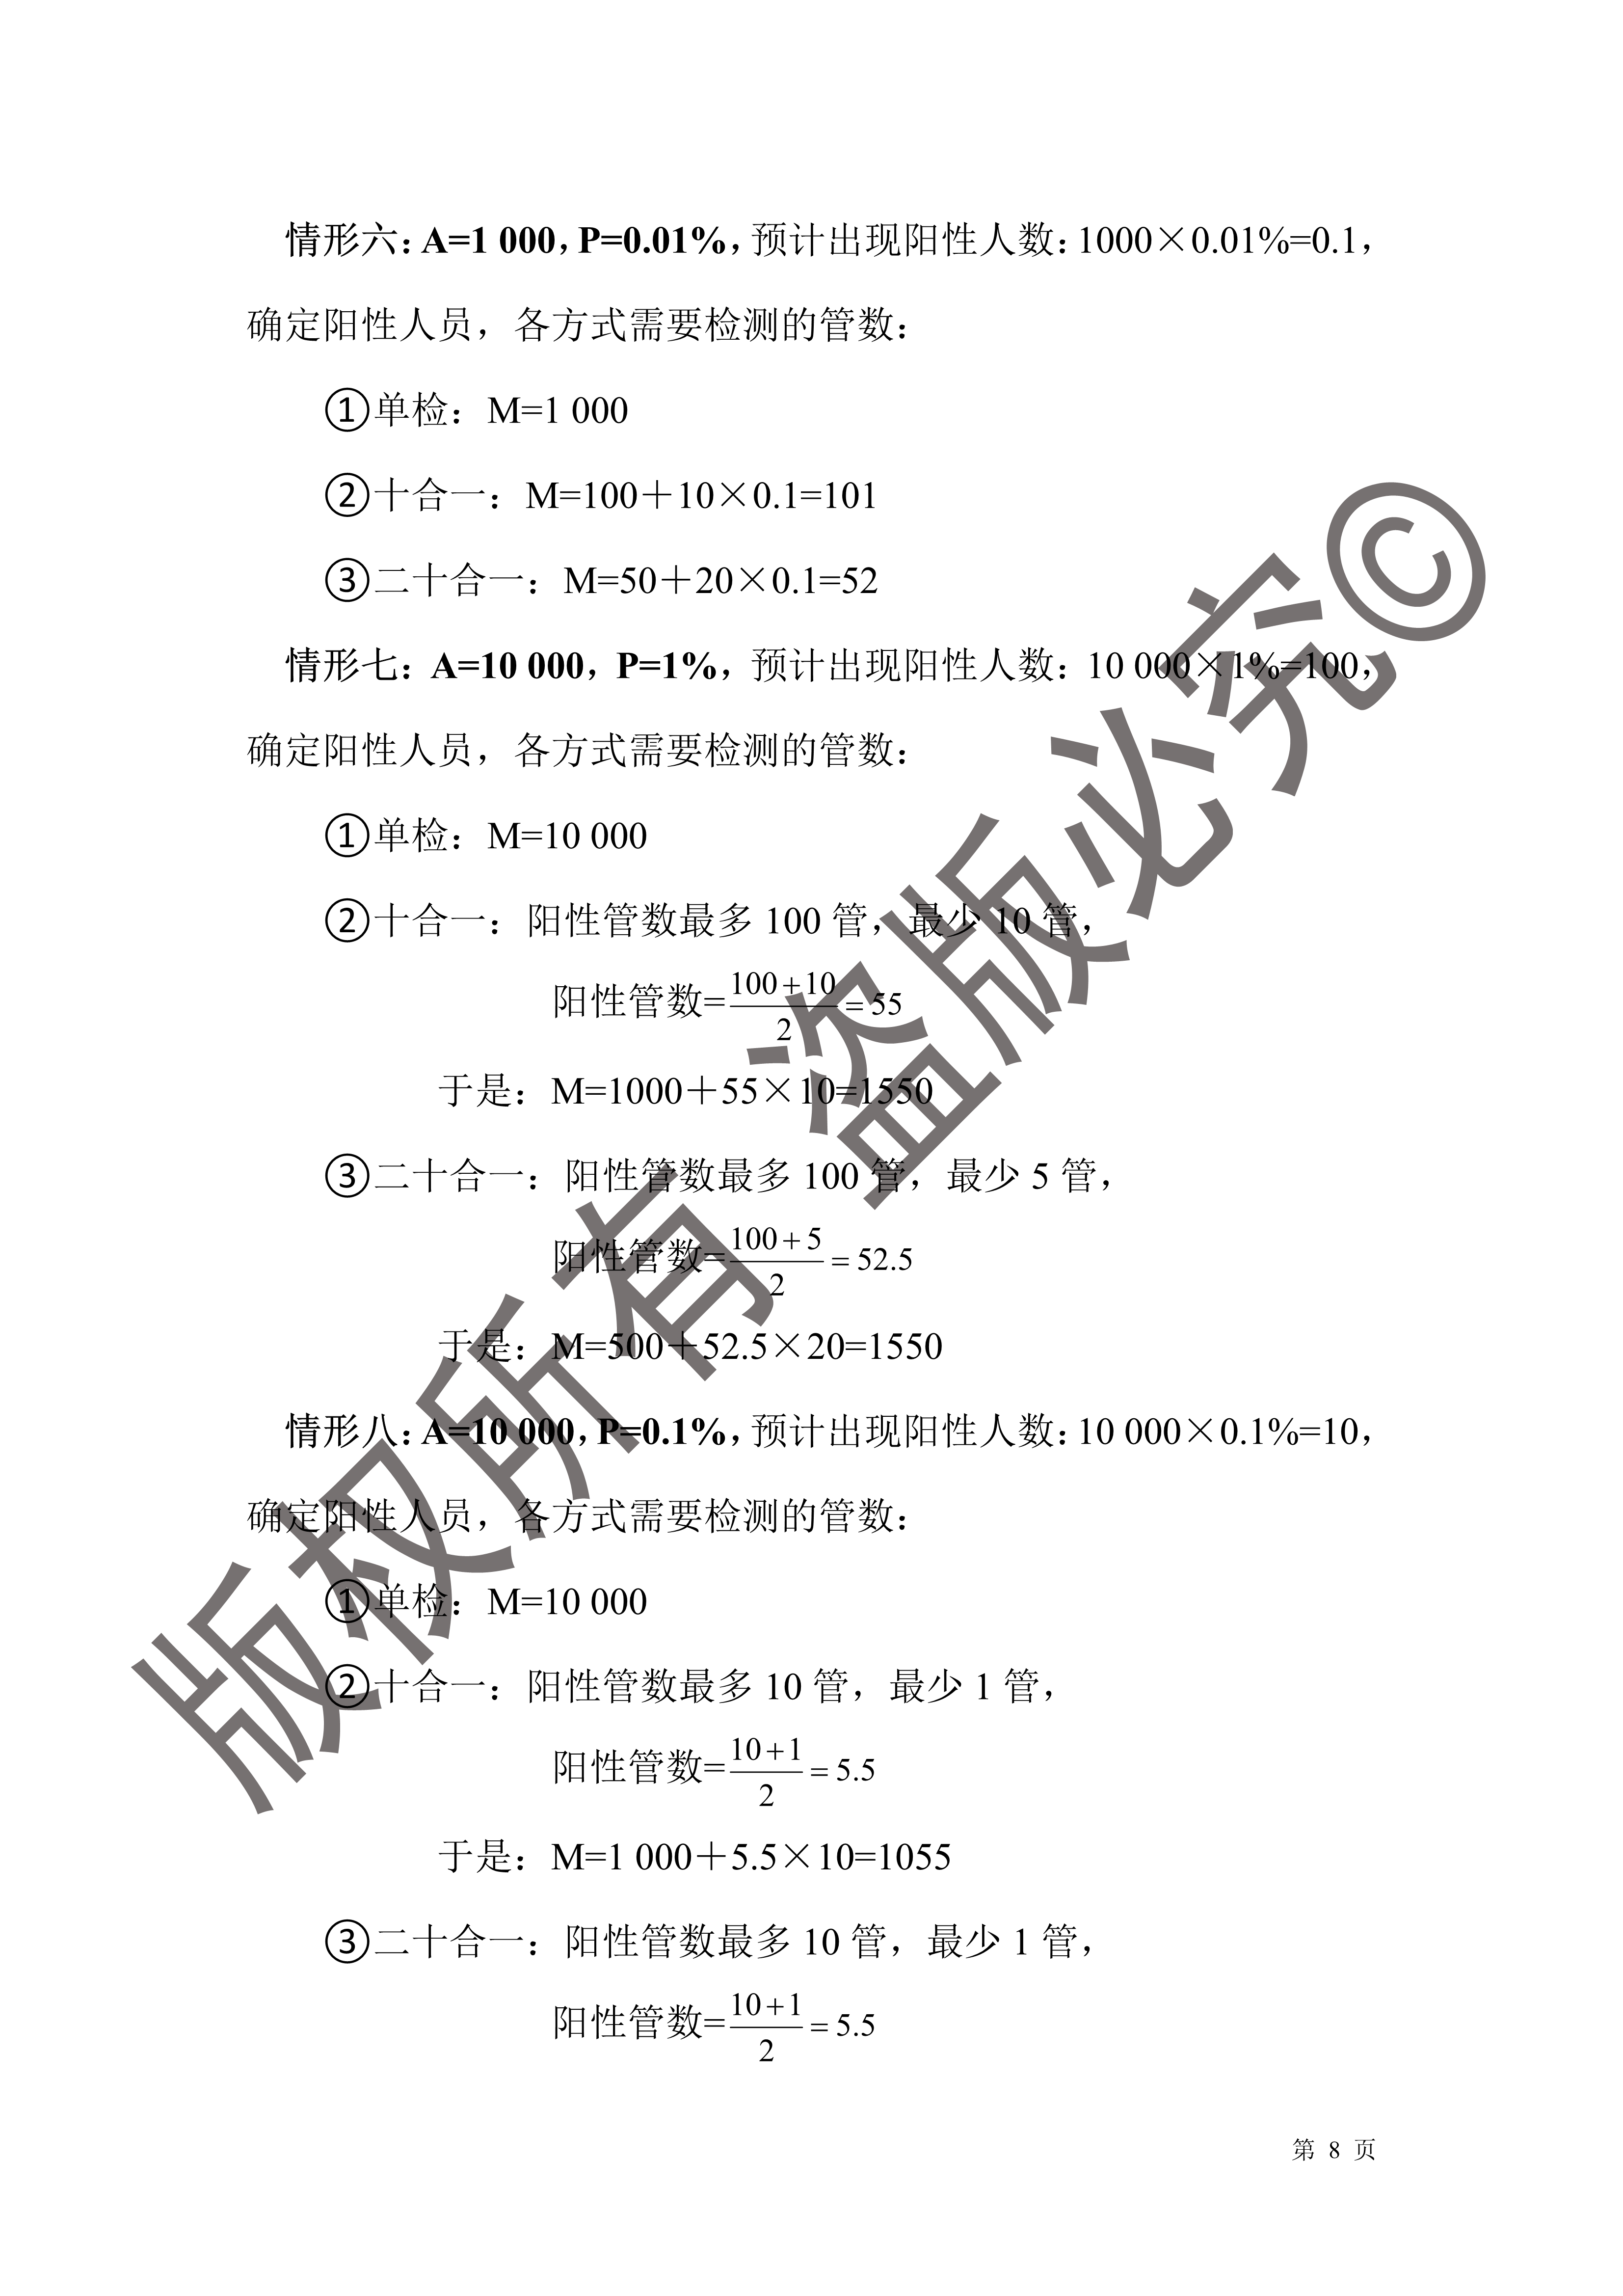 情形六：A=1 000，P=0.01%，预计出现阳性人数：1000×0.01%=0.1，
确定阳性人员，各方式需要检测的管数：
①单检：M=1 000
②十合一：M=100＋10×0.1=101
③二十合一：M=50＋20×0.1=52
情形七：A=10 000，P=1%，预计出现阳性人数：10 000×1%=100，
确定阳性人员，各方式需要检测的管数：
①单检：M=10 000
②十合一：阳性管数最多 100 管，最少 10 管，
阳性管数=(100+10)/2=55
于是：M=1000＋55×10=1550
③二十合一：阳性管数最多 100 管，最少 5 管，
阳性管数=(100+5)/2=52.5
于是：M=500＋52.5×20=1550
情形八：A=10 000，P=0.1%，预计出现阳性人数：10 000×0.1%=10，
确定阳性人员，各方式需要检测的管数：
①单检：M=10 000
②十合一：阳性管数最多 10 管，最少 1 管，
阳性管数=(10+1)/2=5.5
于是：M=1 000＋5.5×10=1055
③二十合一：阳性管数最多 10 管，最少 1 管，
阳性管数=(10+1)/2=5.5
第 8 页
版权所有 盗版必究©